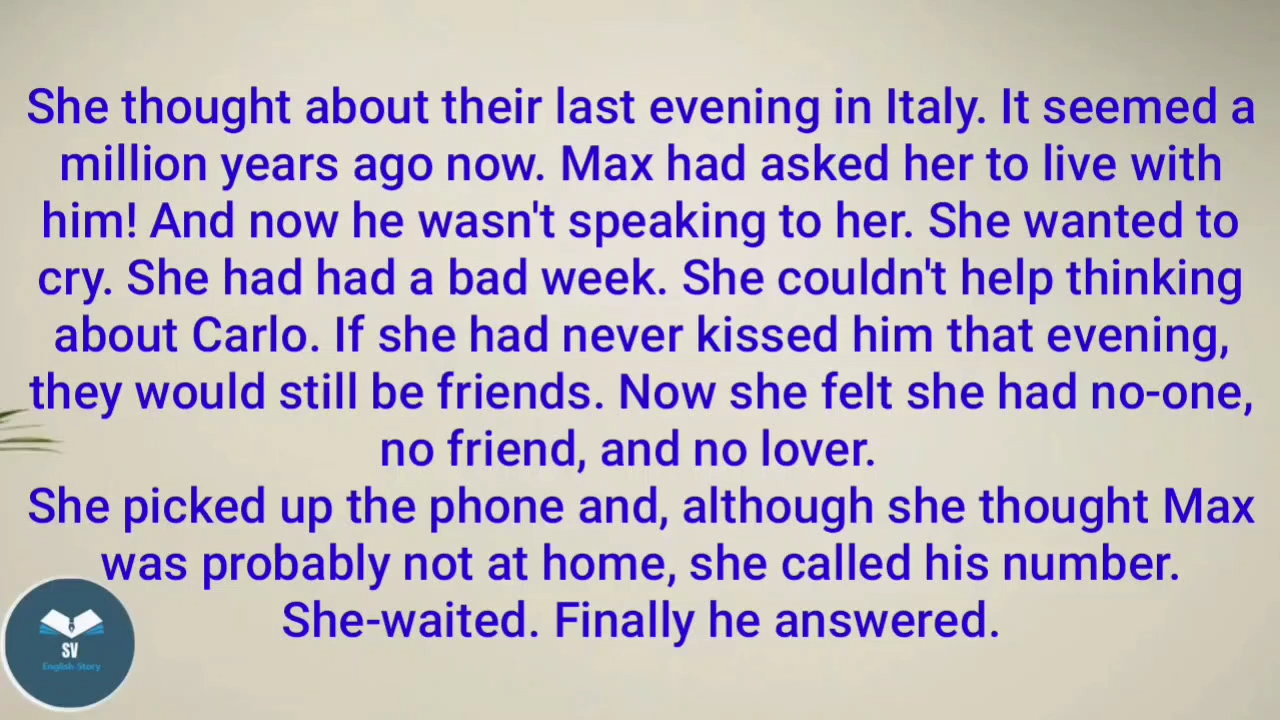 She thought about their last evening in Italy. It seemed a
million years ago now. Max had asked her to live with
him! And now he wasn't speaking to her. She wanted to
cry. She had had a bad week. She couldn't help thinking
about Carlo. If she had never kissed him that evening,
they would still be friends. Now she felt she had no-one,
no friend, and no lover.
She picked up the phone and, although she thought Max
was probably not at home, she called his number.
She-waited. Finally he answered.
SV
English Story